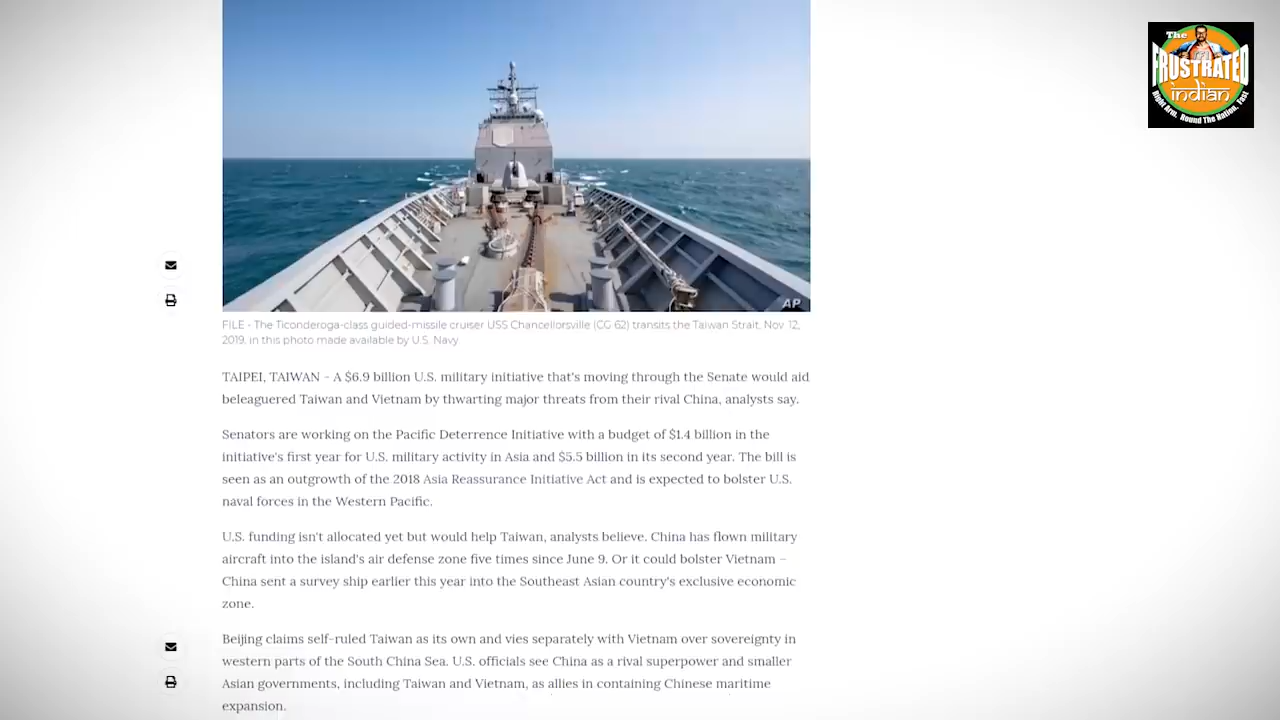 The
FRUSTRATED
indian
Right Arm, Round The Nation, Fast
AP
FILE - The Ticonderoga-class guided-missile cruiser USS Chancellorsville (CG 62) transits the Taiwan Strait, Nov. 12,
2019, in this photo made available by U.S. Navy.
TAIPEI, TAIWAN - A $6.9 billion U.S. military initiative that's moving through the Senate would aid
beleaguered Taiwan and Vietnam by thwarting major threats from their rival China, analysts say.
Senators are working on the Pacific Deterrence Initiative with a budget of $1.4 billion in the
initiative's first year for U.S. military activity in Asia and $5.5 billion in its second year. The bill is
seen as an outgrowth of the 2018 Asia Reassurance Initiative Act and is expected to bolster U.S.
naval forces in the Western Pacific.
U.S. funding isn't allocated yet but would help Taiwan, analysts believe. China has flown military
aircraft into the island's air defense zone five times since June 9. Or it could bolster Vietnam –
China sent a survey ship earlier this year into the Southeast Asian country's exclusive economic
zone.
Beijing claims self-ruled Taiwan as its own and vies separately with Vietnam over sovereignty in
western parts of the South China Sea. U.S. officials see China as a rival superpower and smaller
Asian governments, including Taiwan and Vietnam, as allies in containing Chinese maritime
expansion.